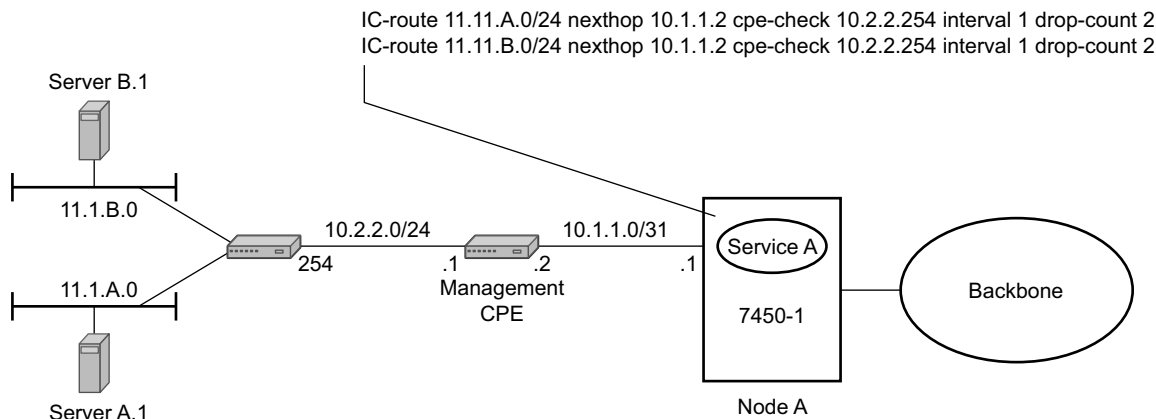 IC-route 11.11.A.0/24 nexthop 10.1.1.2 cpe-check 10.2.2.254 interval 1 drop-count 2
IC-route 11.11.B.0/24 nexthop 10.1.1.2 cpe-check 10.2.2.254 interval 1 drop-count 2
Server B.1
11.1.B.0
10.2.2.0/24
10.1.1.0/31
Service A
254
.1
.2
.1
Management
CPE
11.1.A.0
7450-1
Backbone
Server A.1
Node A